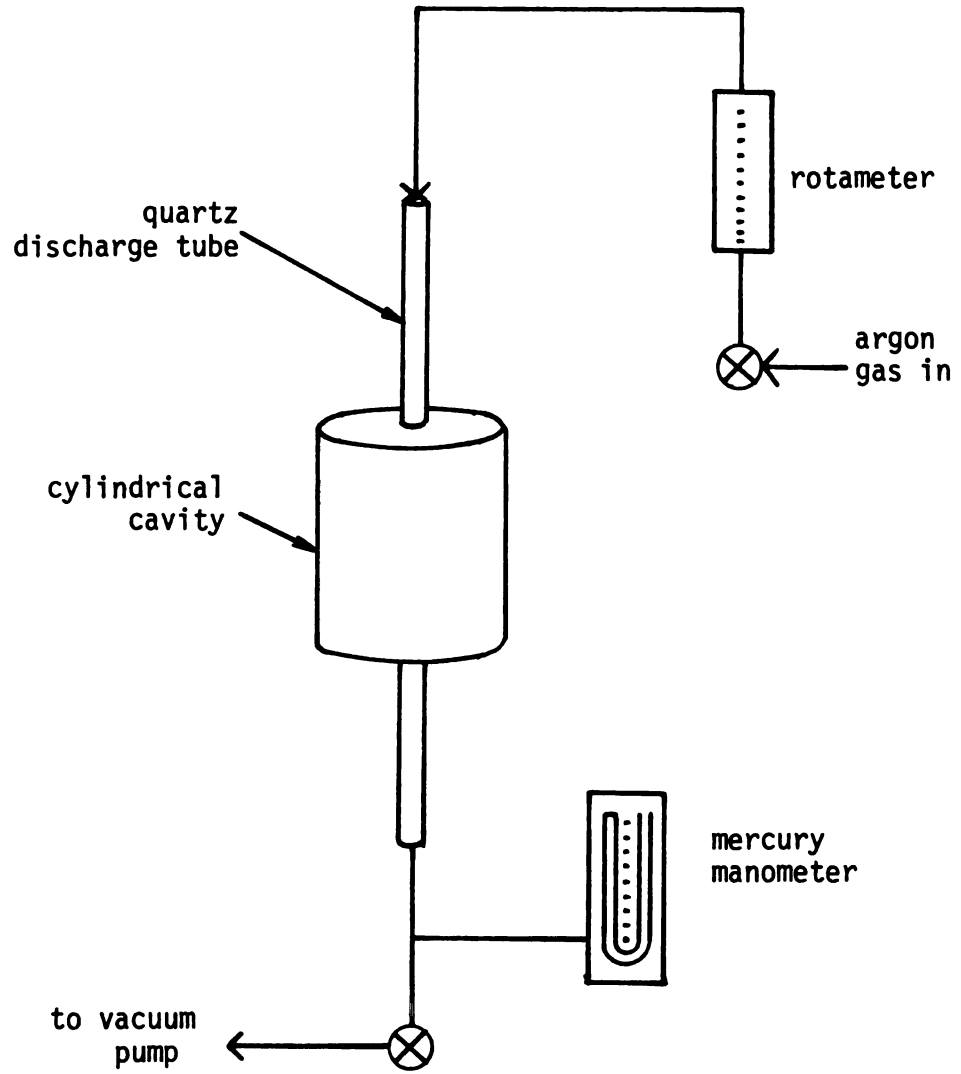 rotameter
quartz
discharge tube
argon
gas in
cylindrical
cavity
mercury
manometer
to vacuum
pump